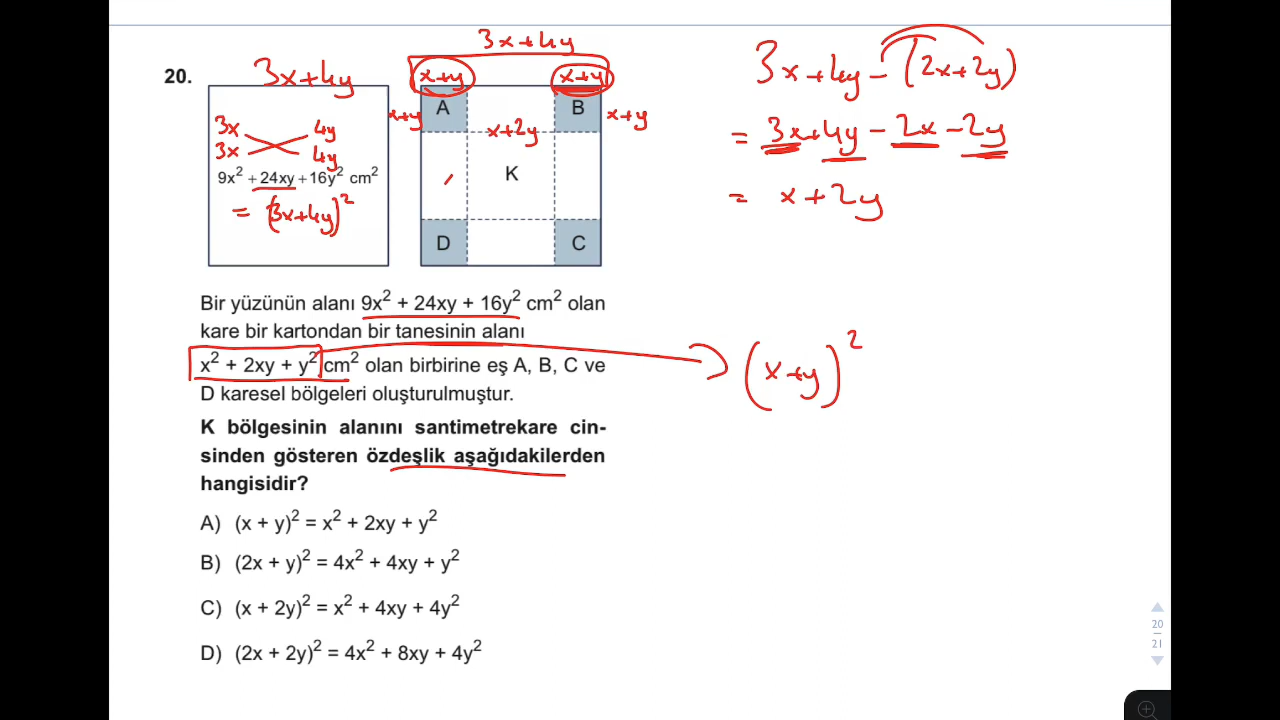 3x+4y
20.
3x+4y
x+y
x+y
3x+4y-(2x+2y)
A
B
x+y
x+y
3x 4y
3x 4y
x+2y
= 3x+4y-2x-2y
9x² + 24xy + 16y² cm²
K
= (3x+4y)²
= x+2y
D
C
Bir yüzünün alanı 9x² + 24xy + 16y² cm² olan
kare bir kartondan bir tanesinin alanı
x² + 2xy + y² cm² olan birbirine eş A, B, C ve
(x+y)²
D karesel bölgeleri oluşturulmuştur.
K bölgesinin alanını santimetrekare cin-
sinden gösteren özdeşlik aşağıdakilerden
hangisidir?
A) (x + y)² = x² + 2xy + y²
B) (2x + y)² = 4x² + 4xy + y²
C) (x + 2y)² = x² + 4xy + 4y²
D) (2x + 2y)² = 4x² + 8xy + 4y²
20
21